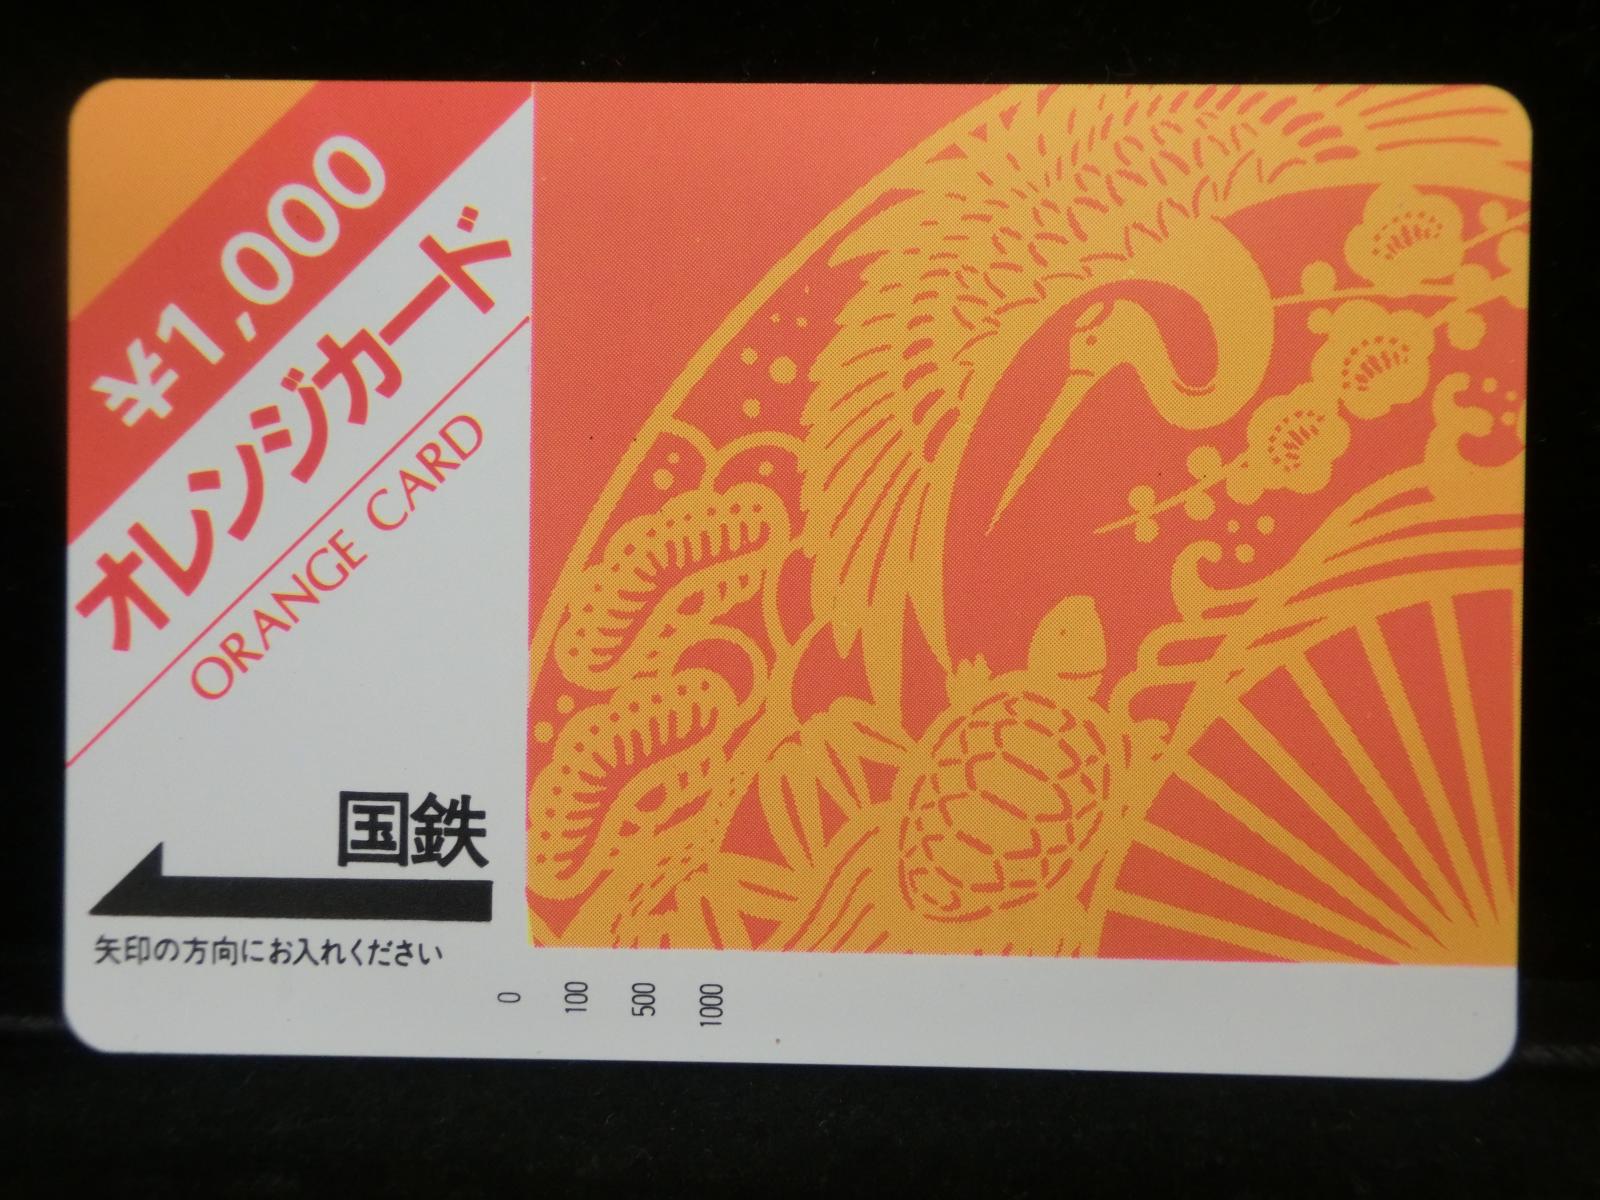 ¥1,000
オレンジカード
ORANGE CARD
国鉄
矢印の方向にお入れください
0 100 500 1000